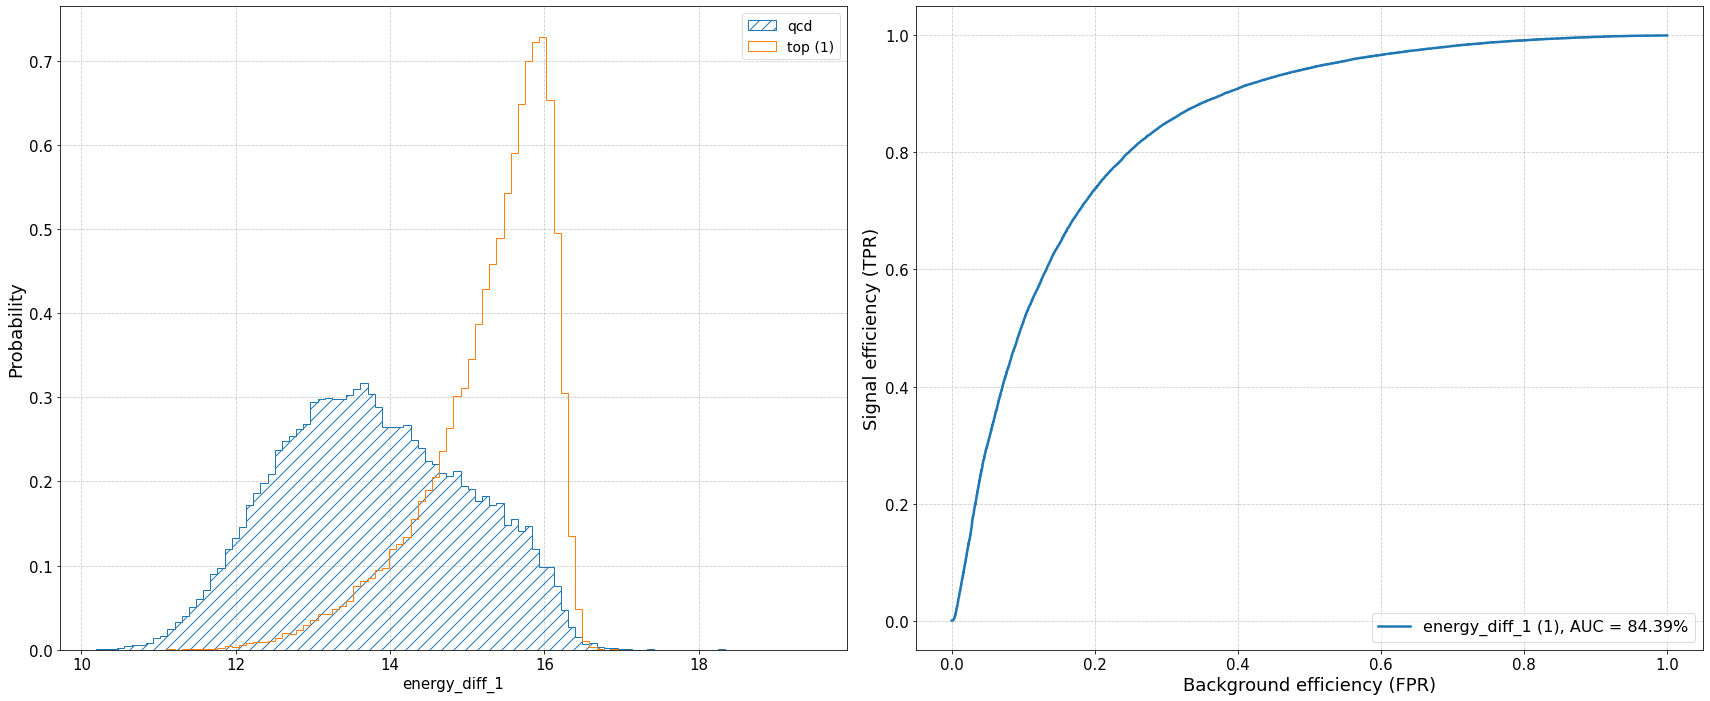 qcd
top (1)
Probability
0.7
0.6
0.5
0.4
0.3
0.2
0.1
0.0
10 12 14 16 18
energy_diff_1
Signal efficiency (TPR)
1.0
0.8
0.6
0.4
0.2
0.0
energy_diff_1 (1), AUC = 84.39%
0.0 0.2 0.4 0.6 0.8 1.0
Background efficiency (FPR)